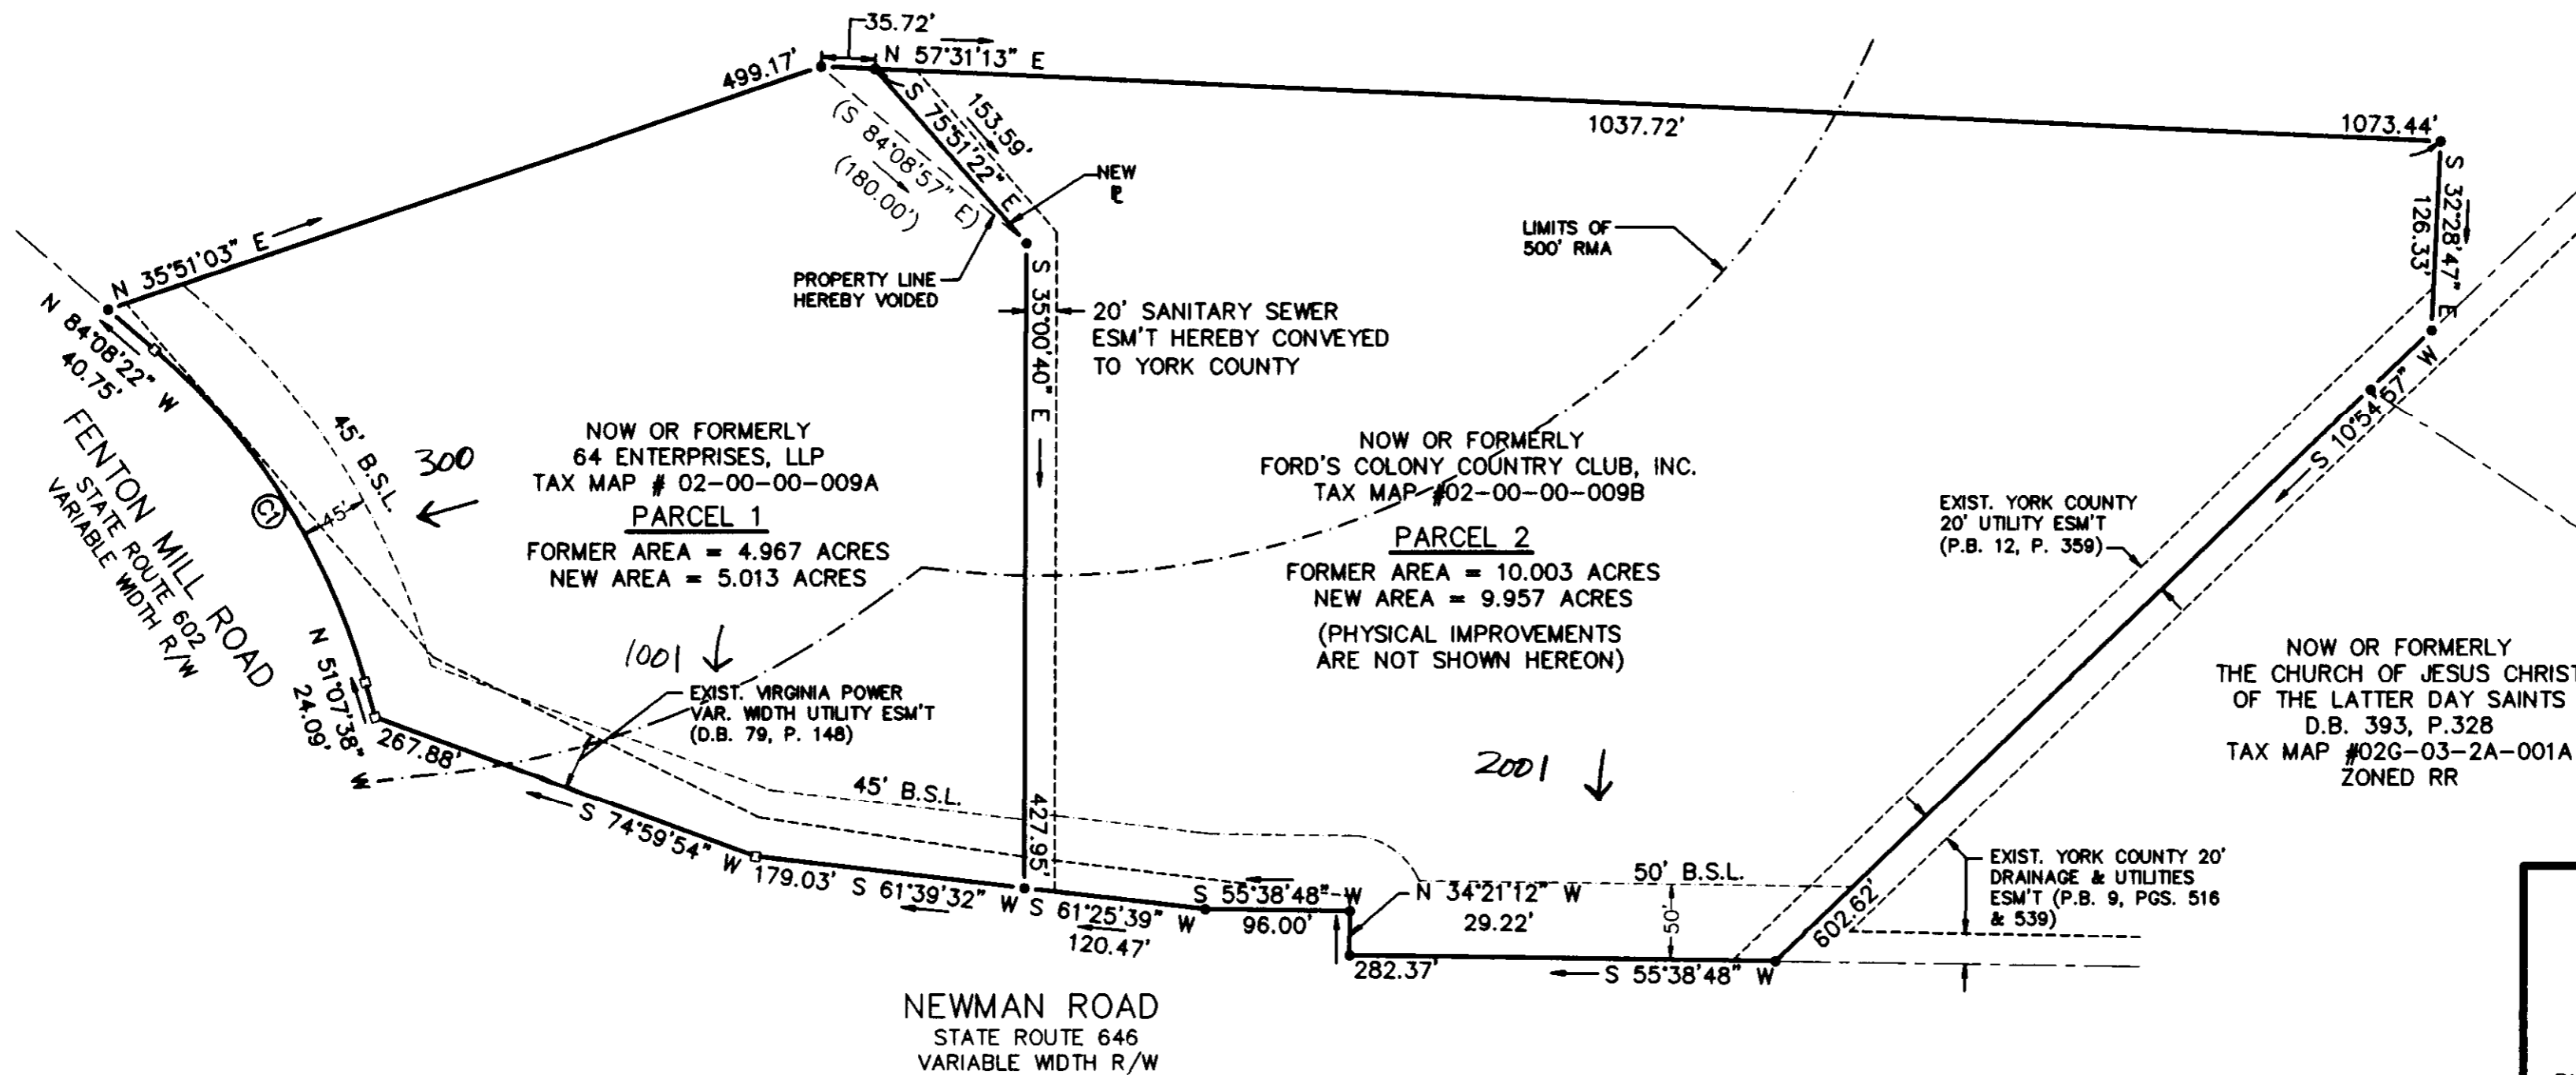 35.72'
N 57°31'13" E
499.17'
S 75°51'22" E
153.59'
(S 84°08'57" E)
(180.00')
1037.72'
1073.44'
S 32°28'47" E
126.33'
NEW
PL
LIMITS OF
500' RMA
PROPERTY LINE
HEREBY VOIDED
N 35°51'03" E
S 35°00'40" E
20' SANITARY SEWER
ESM'T HEREBY CONVEYED
TO YORK COUNTY
N 84°08'22" W
40.75'
FENTON MILL ROAD
STATE ROUTE 602
VARIABLE WIDTH R/W
45' B.S.L.
C1
45'
300
NOW OR FORMERLY
64 ENTERPRISES, LLP
TAX MAP # 02-00-00-009A
PARCEL 1
FORMER AREA = 4.967 ACRES
NEW AREA = 5.013 ACRES
NOW OR FORMERLY
FORD'S COLONY COUNTRY CLUB, INC.
TAX MAP #02-00-00-009B
PARCEL 2
FORMER AREA = 10.003 ACRES
NEW AREA = 9.957 ACRES
(PHYSICAL IMPROVEMENTS
ARE NOT SHOWN HEREON)
S 10°54'57" W
EXIST. YORK COUNTY
20' UTILITY ESM'T
(P.B. 12, P. 359)
NOW OR FORMERLY
THE CHURCH OF JESUS CHRIST
OF THE LATTER DAY SAINTS
D.B. 393, P.328
TAX MAP #02G-03-2A-001A
ZONED RR
1001
EXIST. VIRGINIA POWER
VAR. WIDTH UTILITY ESM'T
(D.B. 79, P. 148)
N 51°07'38" W
24.09'
267.88'
S 74°59'54" W
45' B.S.L.
427.95'
2001
179.03'
S 61°39'32" W
S 61°25'39" W
120.47'
S 55°38'48" W
96.00'
N 34°21'12" W
29.22'
50' B.S.L.
50'
602.62'
282.37'
S 55°38'48" W
EXIST. YORK COUNTY 20'
DRAINAGE & UTILITIES
ESM'T (P.B. 9, PGS. 516
& 539)
NEWMAN ROAD
STATE ROUTE 646
VARIABLE WIDTH R/W